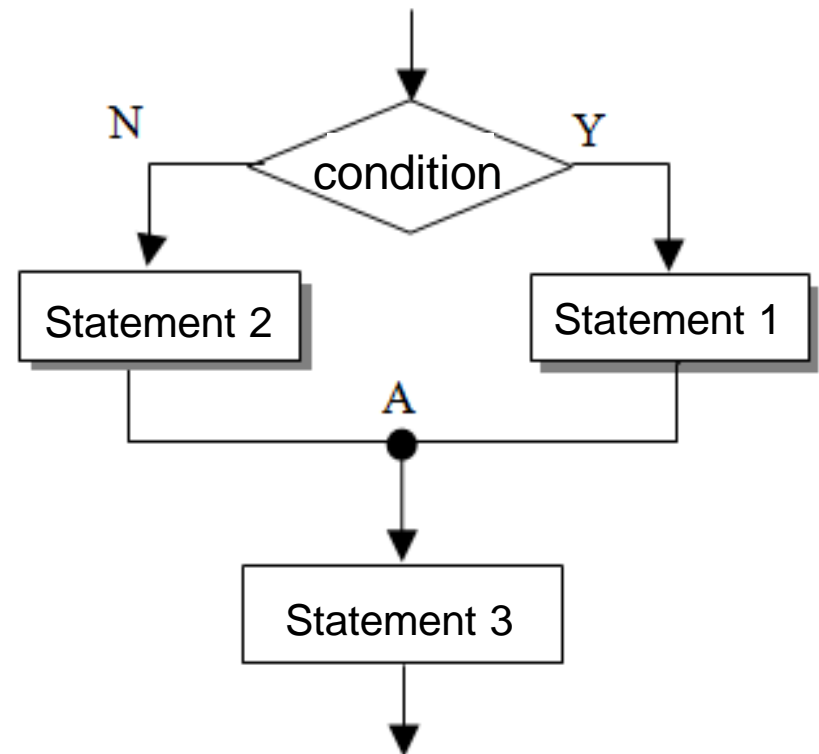 N
Y
condition
Statement 2
Statement 1
A
Statement 3